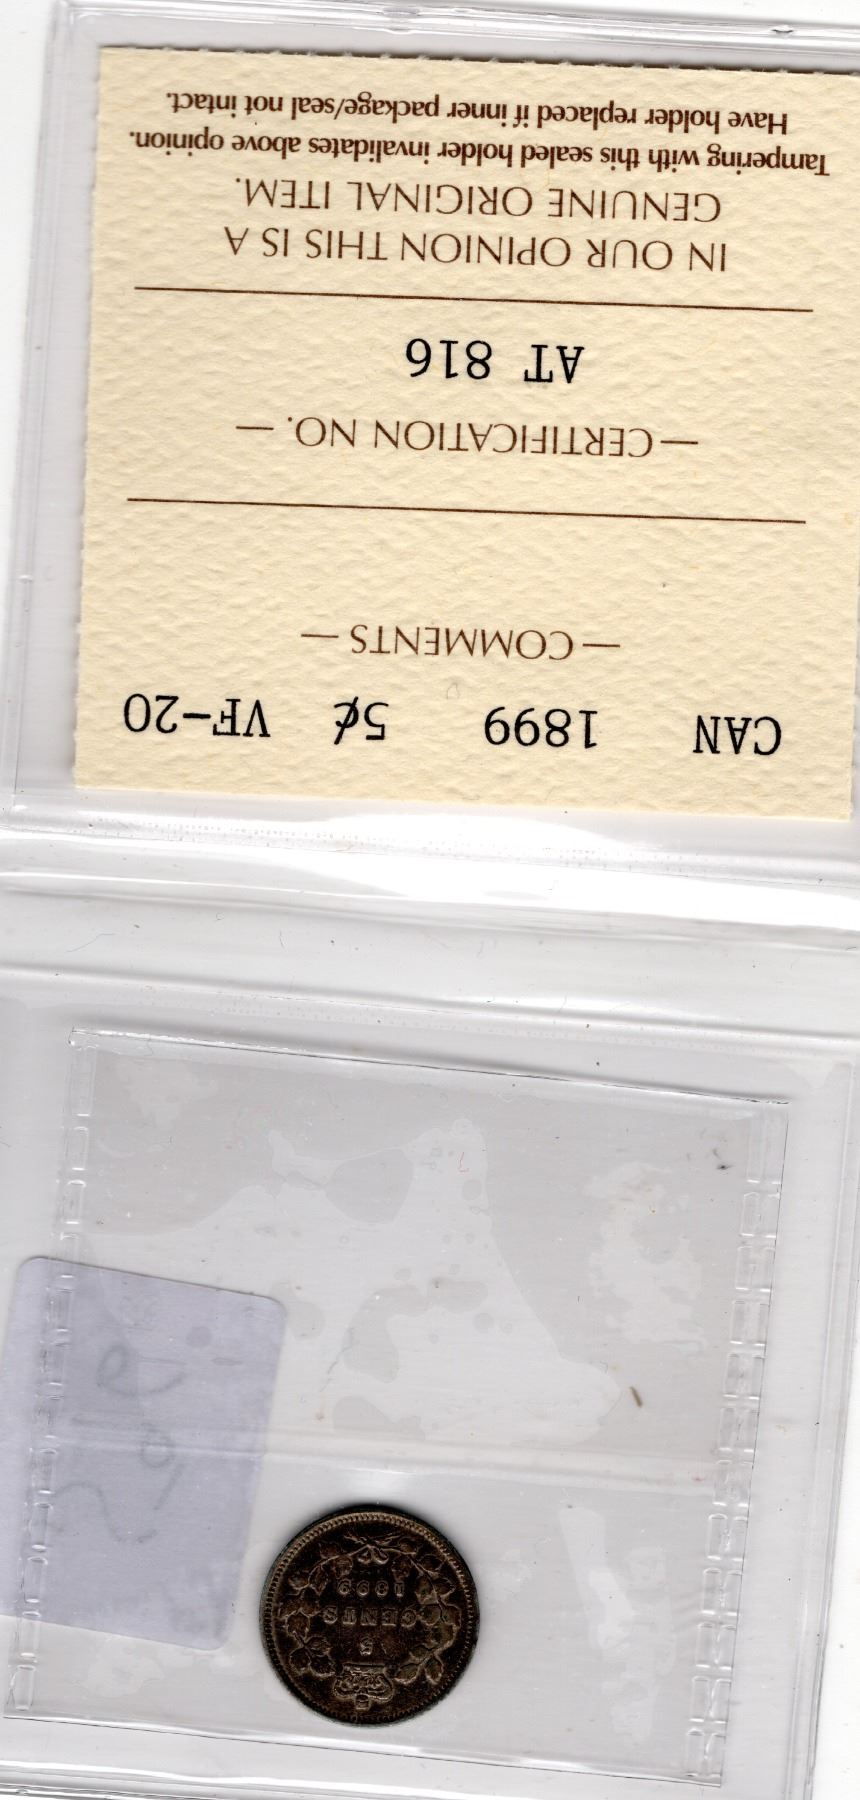 CAN 1899 5¢ VF-20
— COMMENTS —
— CERTIFICATION NO. —
AT 816
IN OUR OPINION THIS IS A
GENUINE ORIGINAL ITEM.
Tampering with this sealed holder invalidates above opinion.
Have holder replaced if inner package/seal not intact.
5
CENTS
1899